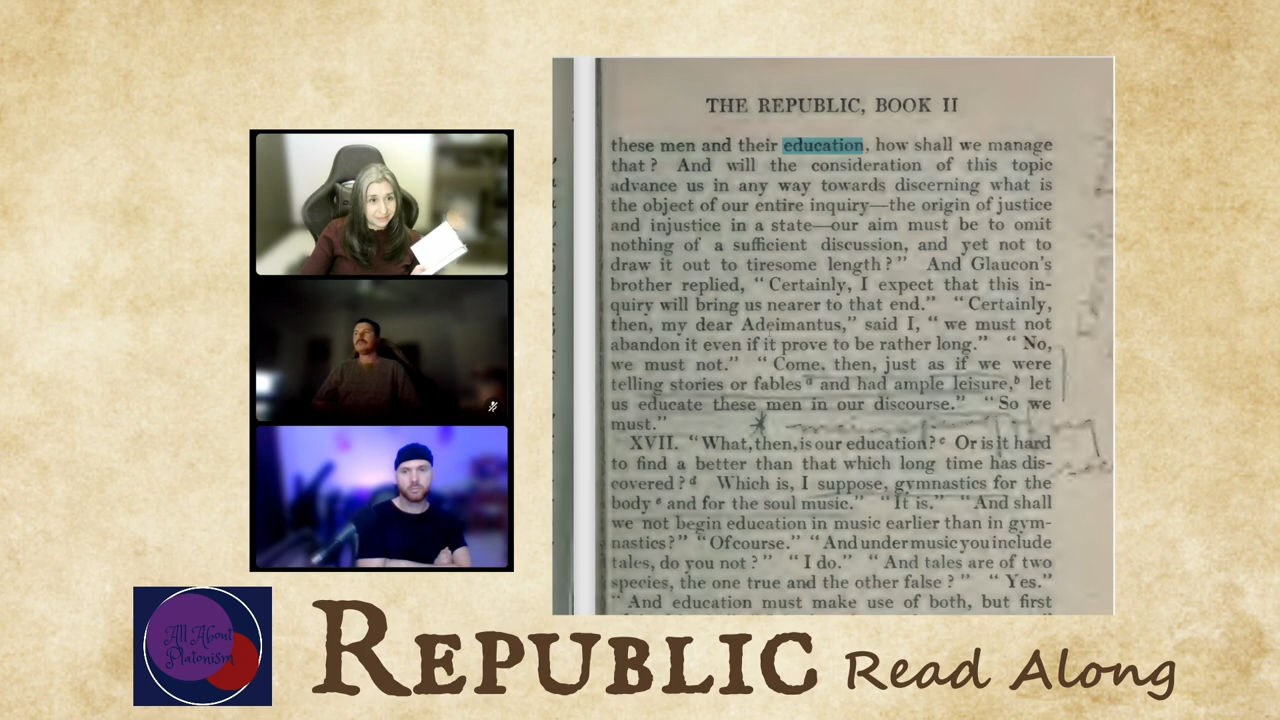 THE REPUBLIC, BOOK II
these men and their education, how shall we manage
that? And will the consideration of this topic
advance us in any way towards discerning what is
the object of our entire inquiry—the origin of justice
and injustice in a state—our aim must be to omit
nothing of a sufficient discussion, and yet not to
draw it out to tiresome length?” And Glaucon's
brother replied, “Certainly, I expect that this in-
quiry will bring us nearer to that end.” “Certainly,
then, my dear Adeimantus,” said I, “we must not
abandon it even if it prove to be rather long.” “No,
we must not.” “Come, then, just as if we were
telling stories or fables a and had ample leisure, b let
us educate these men in our discourse.” “So we
must.”
XVII. “What, then, is our education? c Or is it hard
to find a better than that which long time has dis-
covered? d Which is, I suppose, gymnastics for the
body e and for the soul music.” “It is.” “And shall
we not begin education in music earlier than in gym-
nastics?” “Of course.” “And under music you include
tales, do you not?” “I do.” “And tales are of two
species, the one true and the other false?” “Yes.”
“And education must make use of both, but first
All About
Platonism
REPUBLIC Read Along